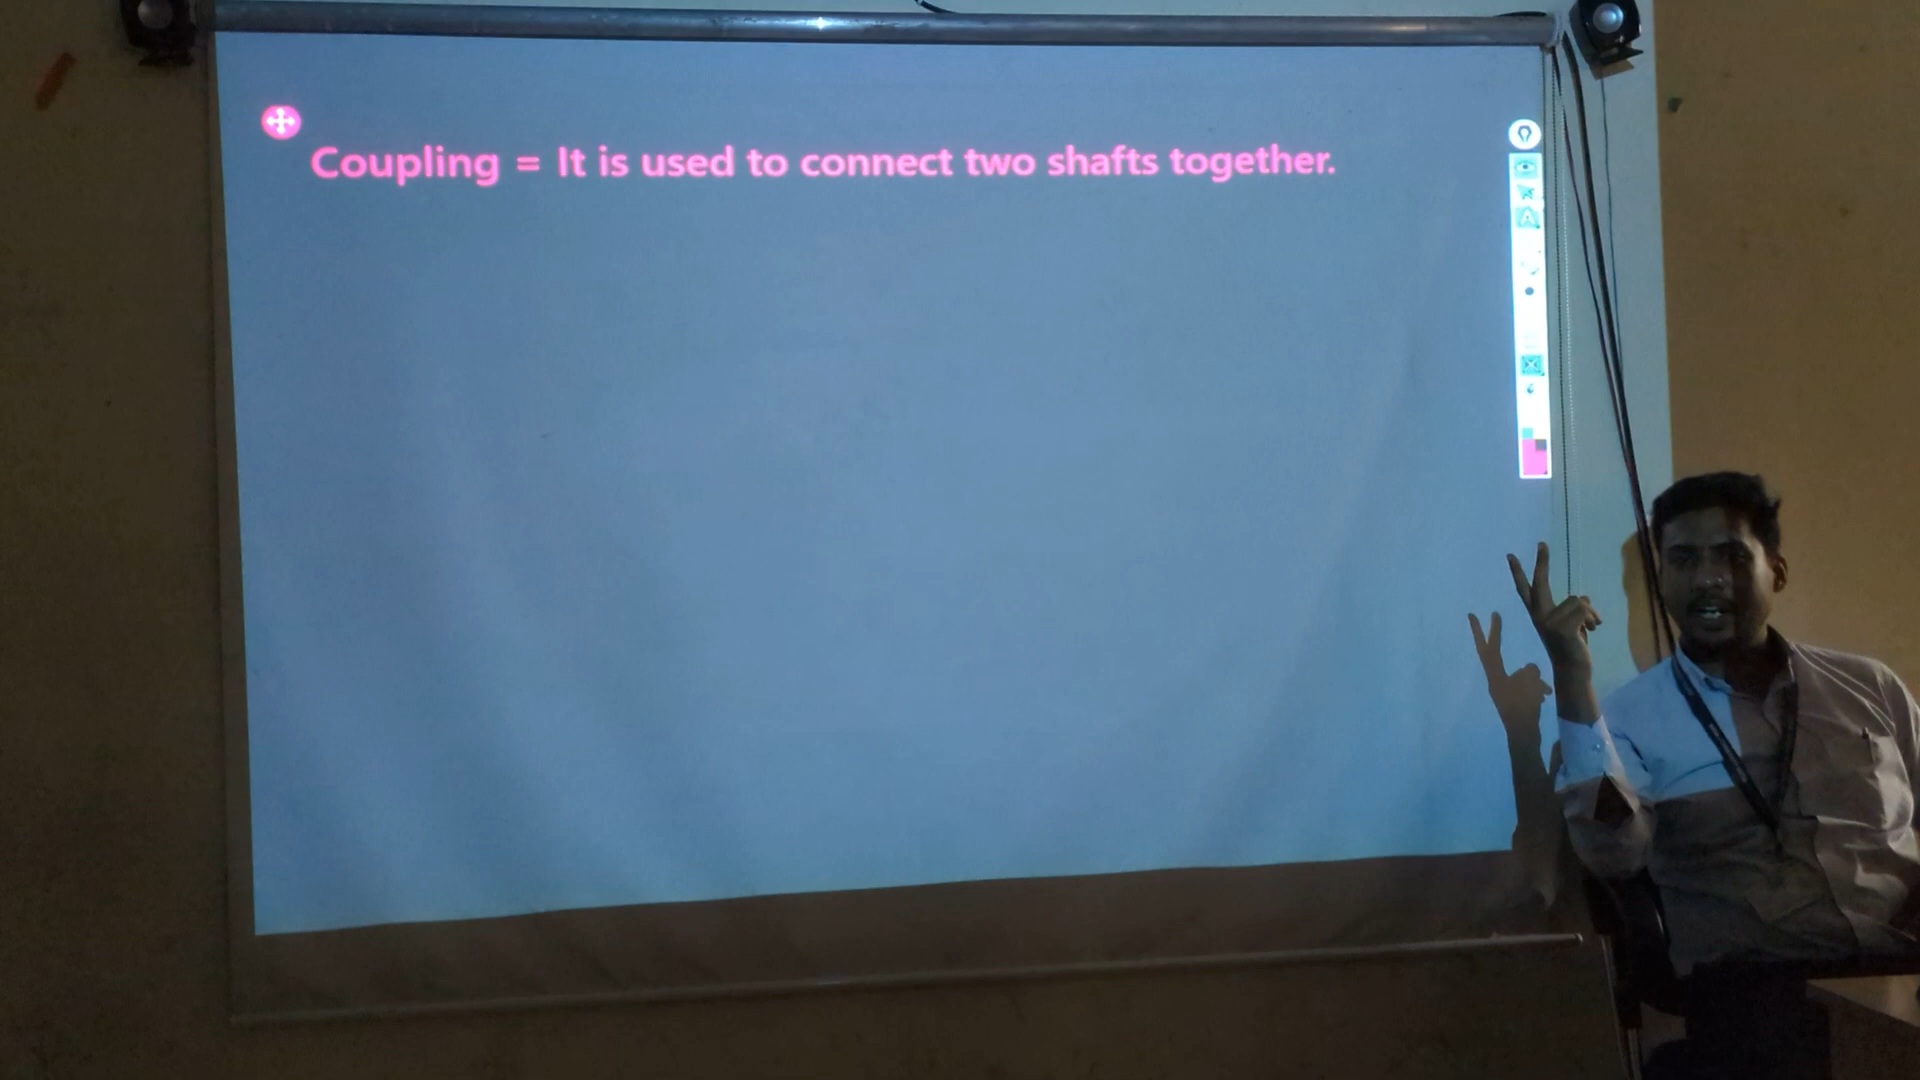 Coupling = It is used to connect two shafts together.
A